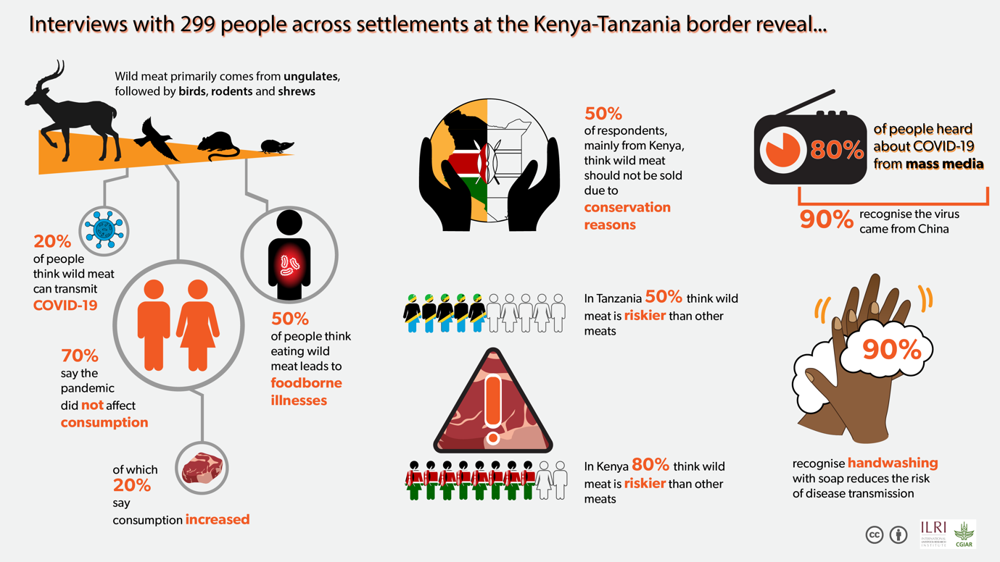 Interviews with 299 people across settlements at the Kenya-Tanzania border reveal...
Wild meat primarily comes from ungulates,
followed by birds, rodents and shrews
20%
of people
think wild meat
can transmit
COVID-19
70%
say the
pandemic
did not affect
consumption
of which
20%
say
consumption increased
50%
of people think
eating wild
meat leads to
foodborne
illnesses
50%
of respondents,
mainly from Kenya,
think wild meat
should not be sold
due to
conservation
reasons
In Tanzania 50% think wild
meat is riskier than other
meats
In Kenya 80% think wild
meat is riskier than other
meats
80%
of people heard
about COVID-19
from mass media
90% recognise the virus
came from China
90%
recognise handwashing
with soap reduces the risk
of disease transmission
cc
ILRI
INTERNATIONAL
LIVESTOCK RESEARCH
INSTITUTE
CGIAR